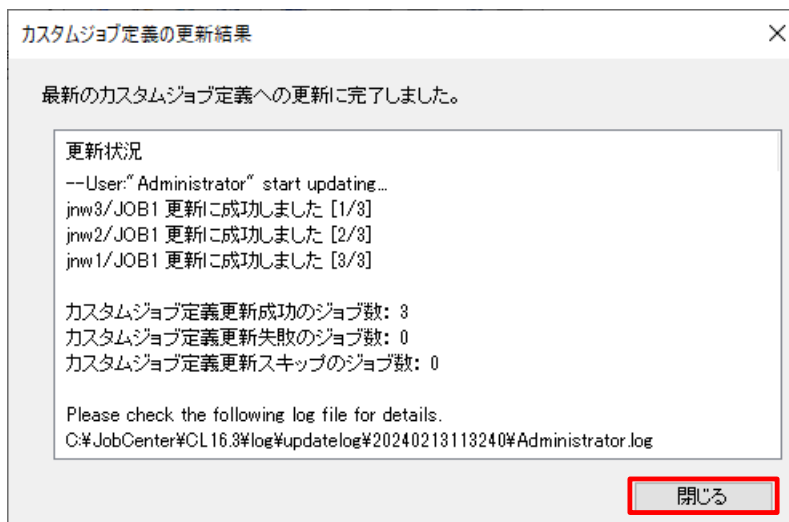 カスタムジョブ定義の更新結果
最新のカスタムジョブ定義への更新に完了しました。
更新状況
--User:"Administrator" start updating...
jnw3/JOB1 更新に成功しました [1/3]
jnw2/JOB1 更新に成功しました [2/3]
jnw1/JOB1 更新に成功しました [3/3]
カスタムジョブ定義更新成功のジョブ数: 3
カスタムジョブ定義更新失敗のジョブ数: 0
カスタムジョブ定義更新スキップのジョブ数: 0
Please check the following log file for details.
C:¥JobCenter¥CL16.3¥log¥updatelog¥20240213113240¥Administrator.log
閉じる